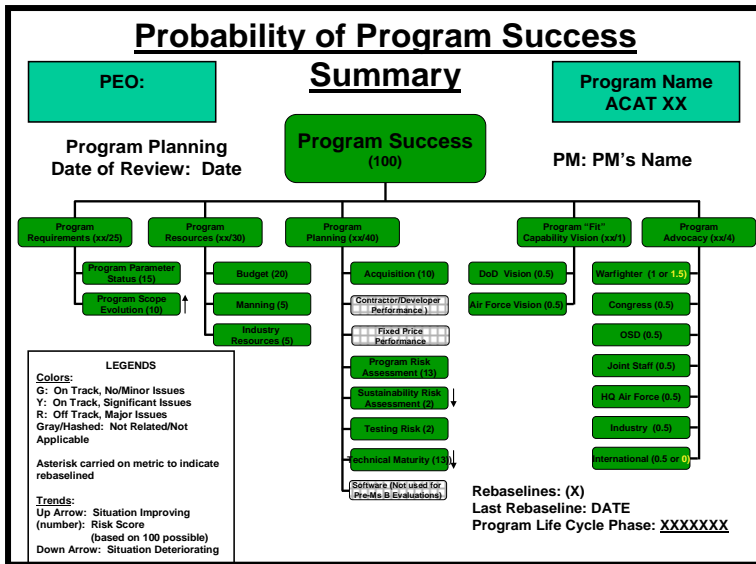 Probability of Program Success
Summary
PEO:
Program Name
ACAT XX
Program Planning
Date of Review:  Date
Program Success
(100)
PM: PM's Name
Program
Requirements (xx/25)
Program
Resources (xx/30)
Program
Planning (xx/40)
Program "Fit"
Capability Vision (xx/1)
Program
Advocacy (xx/4)
Program Parameter
Status (15)
Program Scope
Evolution (10)
Budget (20)
Manning (5)
Industry
Resources (5)
Acquisition (10)
Contractor/Developer
Performance )
Fixed Price
Performance
Program Risk
Assessment (13)
Sustainability Risk
Assessment (2)
Testing Risk (2)
Technical Maturity (13)
Software (Not used for
Pre-Ms B Evaluations)
DoD Vision (0.5)
Air Force Vision (0.5)
Warfighter (1 or 1.5)
Congress (0.5)
OSD (0.5)
Joint Staff (0.5)
HQ Air Force (0.5)
Industry (0.5)
International (0.5 or 0)
LEGENDS
Colors:
G: On Track, No/Minor Issues
Y: On Track, Significant Issues
R: Off Track, Major Issues
Gray/Hashed: Not Related/Not
Applicable
Asterisk carried on metric to indicate
rebaselined
Trends:
Up Arrow: Situation Improving
(number): Risk Score
(based on 100 possible)
Down Arrow: Situation Deteriorating
Rebaselines: (X)
Last Rebaseline: DATE
Program Life Cycle Phase: XXXXXXX